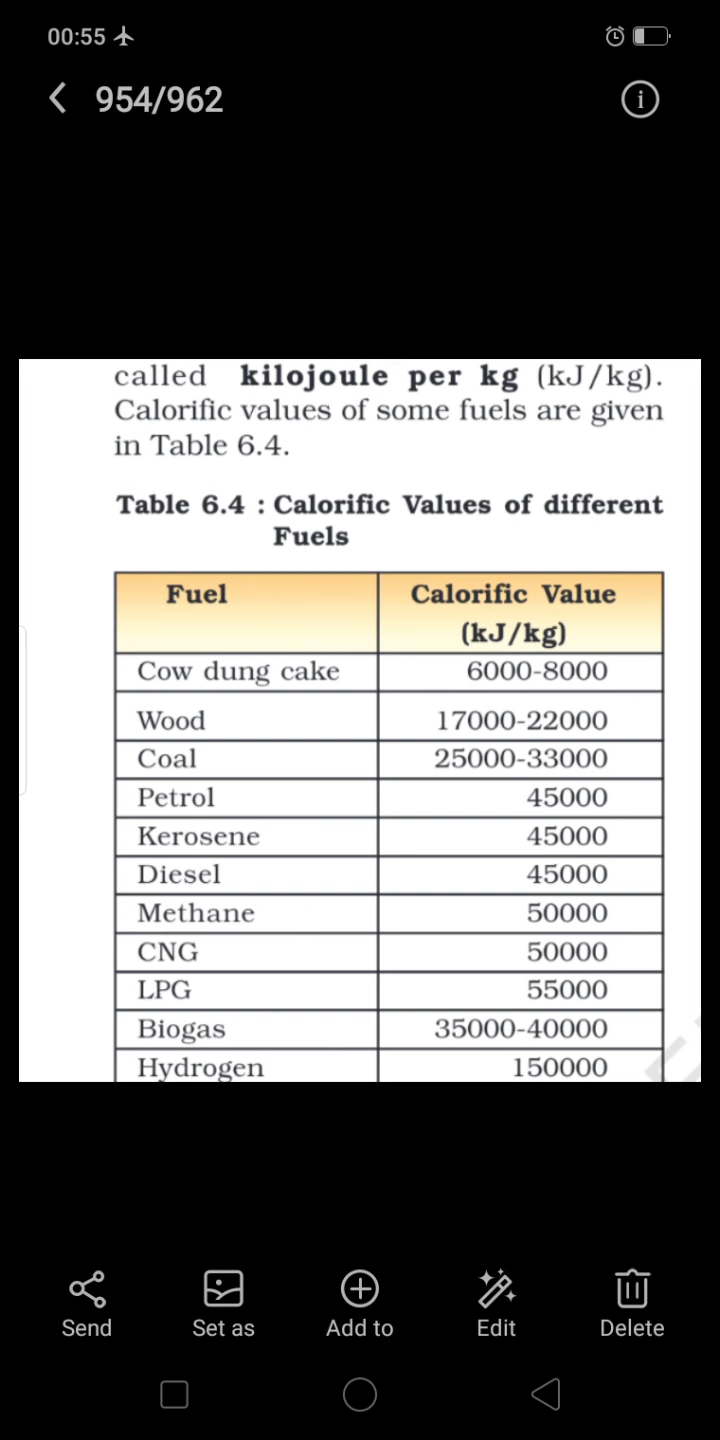 00:55
954/962
called kilojoule per kg (kJ/kg).
Calorific values of some fuels are given
in Table 6.4.
Table 6.4 : Calorific Values of different
Fuels
Fuel Calorific Value
(kJ/kg)
Cow dung cake 6000-8000
Wood 17000-22000
Coal 25000-33000
Petrol 45000
Kerosene 45000
Diesel 45000
Methane 50000
CNG 50000
LPG 55000
Biogas 35000-40000
Hydrogen 150000
Send Set as Add to Edit Delete